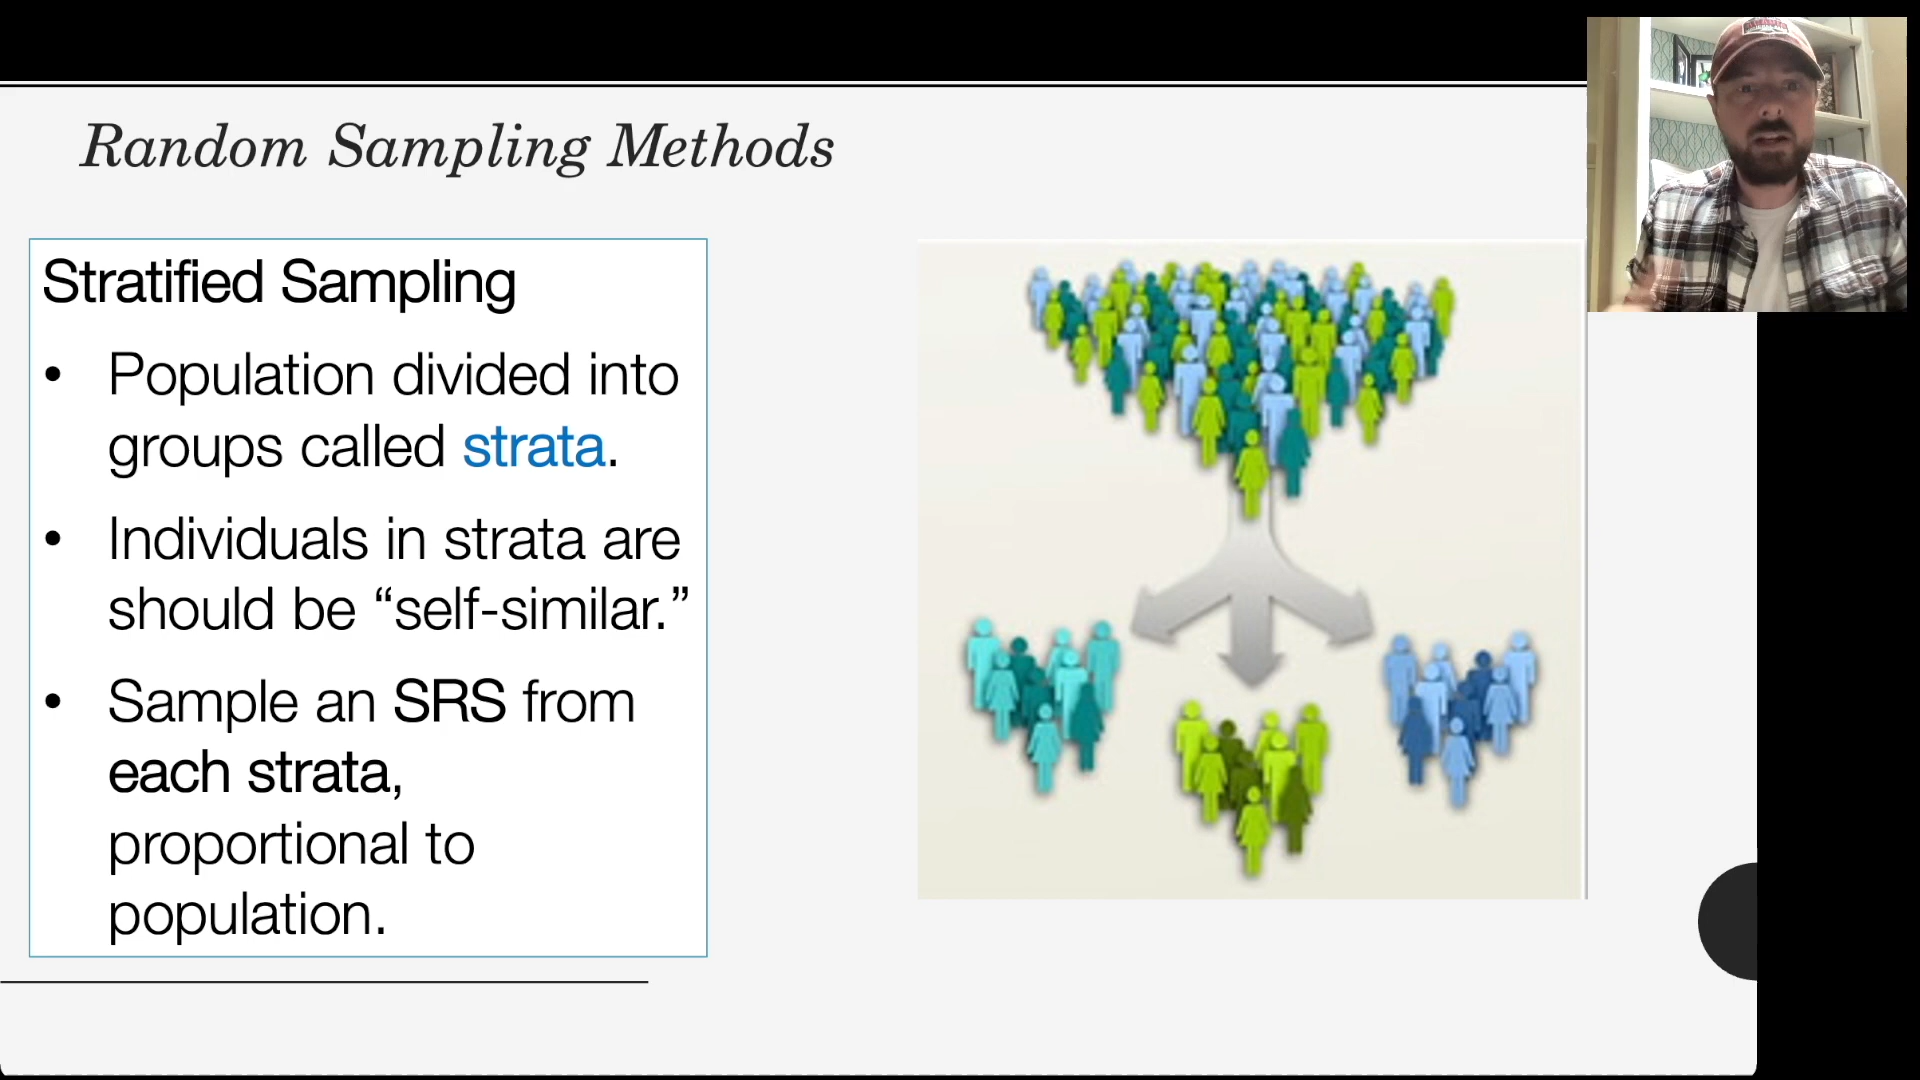 Random Sampling Methods
Stratified Sampling
• Population divided into
groups called strata.
• Individuals in strata are
should be “self-similar.”
• Sample an SRS from
each strata,
proportional to
population.